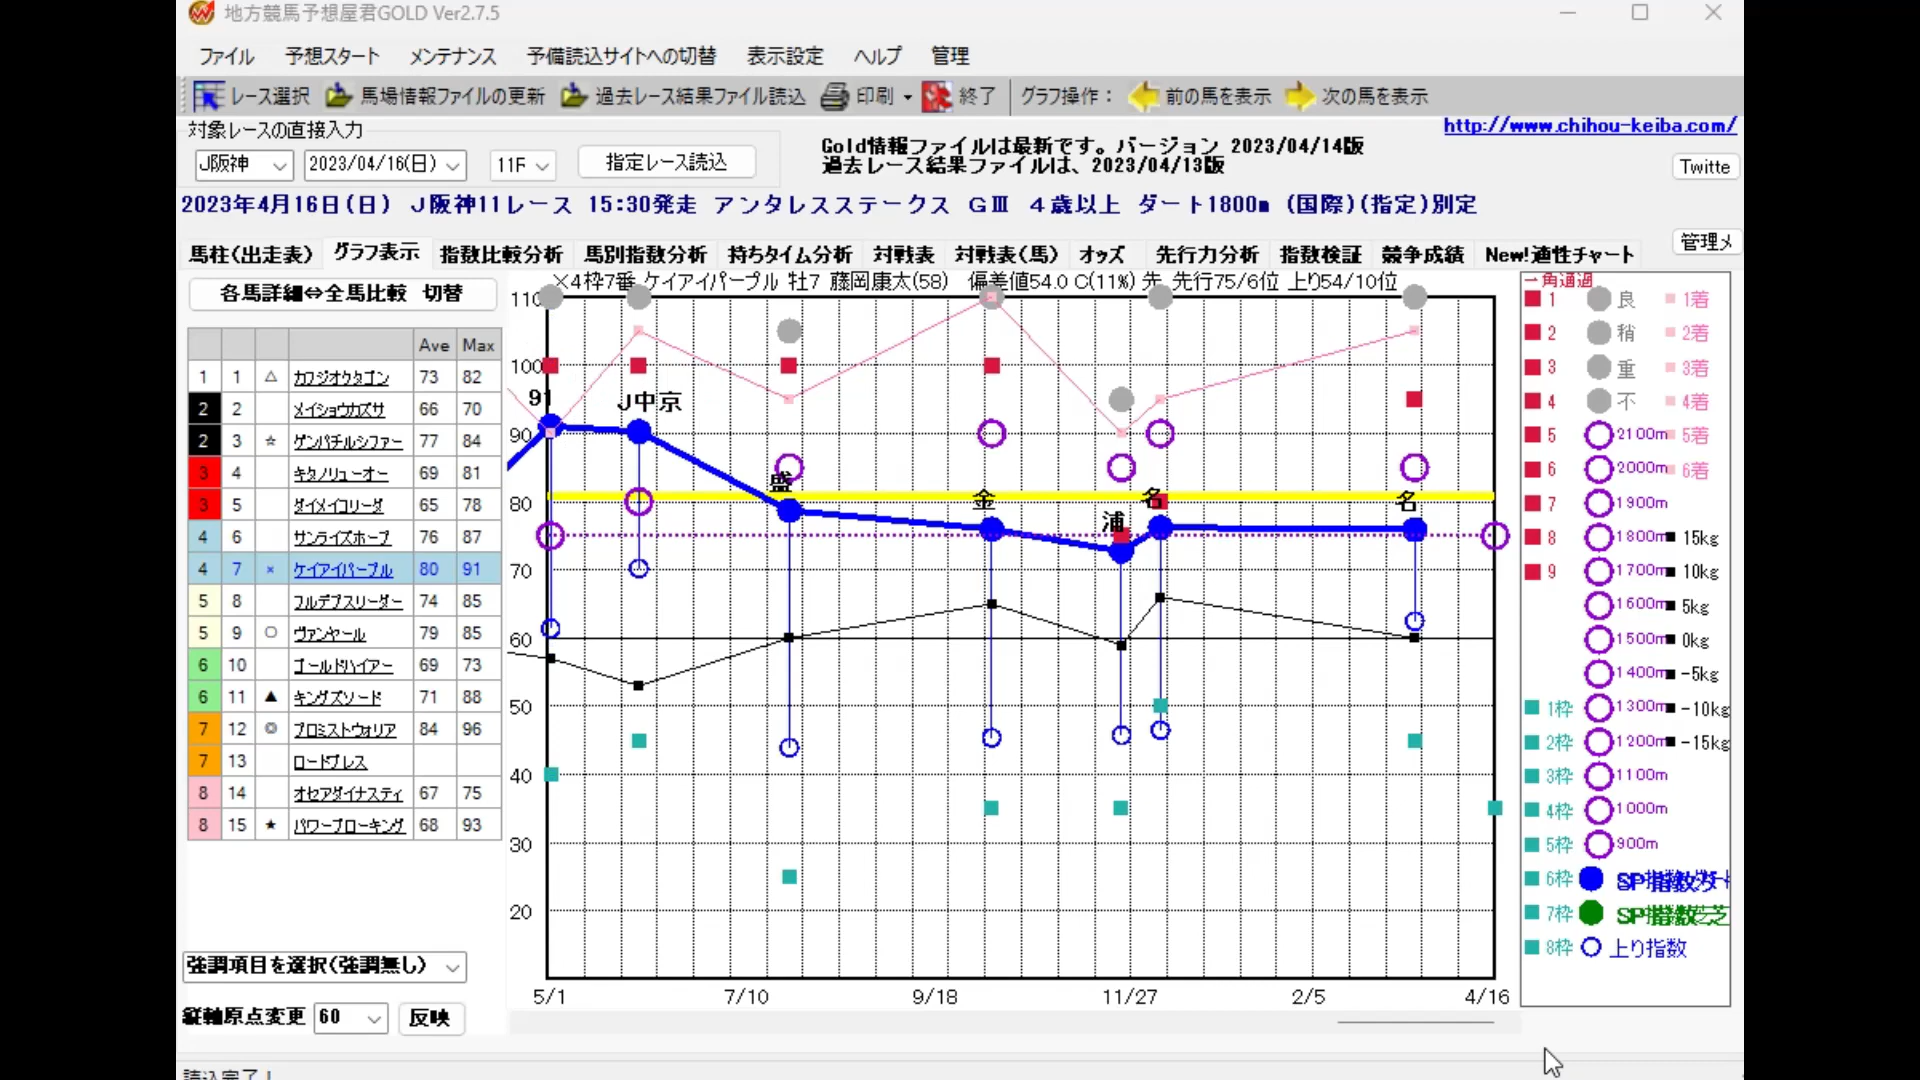 地方競馬予想屋君GOLD Ver2.7.5
ファイル 予想スタート メンテナンス 予備読込サイトへの切替 表示設定 ヘルプ 管理
レース選択 馬場情報ファイルの更新 過去レース結果ファイル読込 印刷 終了 グラフ操作： 前の馬を表示 次の馬を表示
対象レースの直接入力
http://www.chihou-keiba.com/
J阪神 2023/04/16(日) 11R 指定レース読込
Gold情報ファイルは最新です。バージョン 2023/04/14版
過去レース結果ファイルは、2023/04/13版
Twitte
2023年4月16日(日) J阪神11レース 15:30発走 アンタレスステークス GⅢ 4歳以上 ダート1800m (国際)(指定)別定
管理メ
馬柱(出走表) グラフ表示 指数比較分析 馬別指数分析 持ちタイム分析 対戦表 対戦表(馬) オッズ 先行力分析 指数検証 競争成績 New!適性チャート
各馬詳細⇔全馬比較 切替
×4枠7番 ケイアイパープル 牡7 藤岡康太(58) 偏差値54.0 C(11%) 先 先行75/6位 上り54/10位
Ave Max
1 1 △ カフジオクタゴン 73 82
2 2 メイショウカズサ 66 70
2 3 ☆ ゲンパチルシファー 77 84
3 4 キタノリューオー 69 81
3 5 ダイメイコリーダ 65 78
4 6 サンライズホープ 76 87
4 7 × ケイアイパープル 80 91
5 8 フルデプスリーダー 74 85
5 9 ○ ヴァンヤール 79 85
6 10 ゴールドハイアー 69 73
6 11 ▲ キングズソード 71 88
7 12 ◎ プロミストウォリア 84 96
7 13 ロードブレス
8 14 オセアダイナスティ 67 75
8 15 ★ パワーブローキング 68 93
強調項目を選択(強調無し)
縦軸原点変更 60 反映
110
100
90
80
70
60
50
40
30
20
91
J中京
盛
金
浦
名
名
5/1 7/10 9/18 11/27 2/5 4/16
一角通過
1 良 1着
2 稍 2着
3 重 3着
4 不 4着
5 2100m 5着
6 2000m 6着
7 1900m
8 1800m 15kg
9 1700m 10kg
1600m 5kg
1500m 0kg
1400m -5kg
1枠 1300m -10kg
2枠 1200m -15kg
3枠 1100m
4枠 1000m
5枠 900m
6枠 SP指数ダート
7枠 SP指数芝
8枠 上り指数
読込完了！